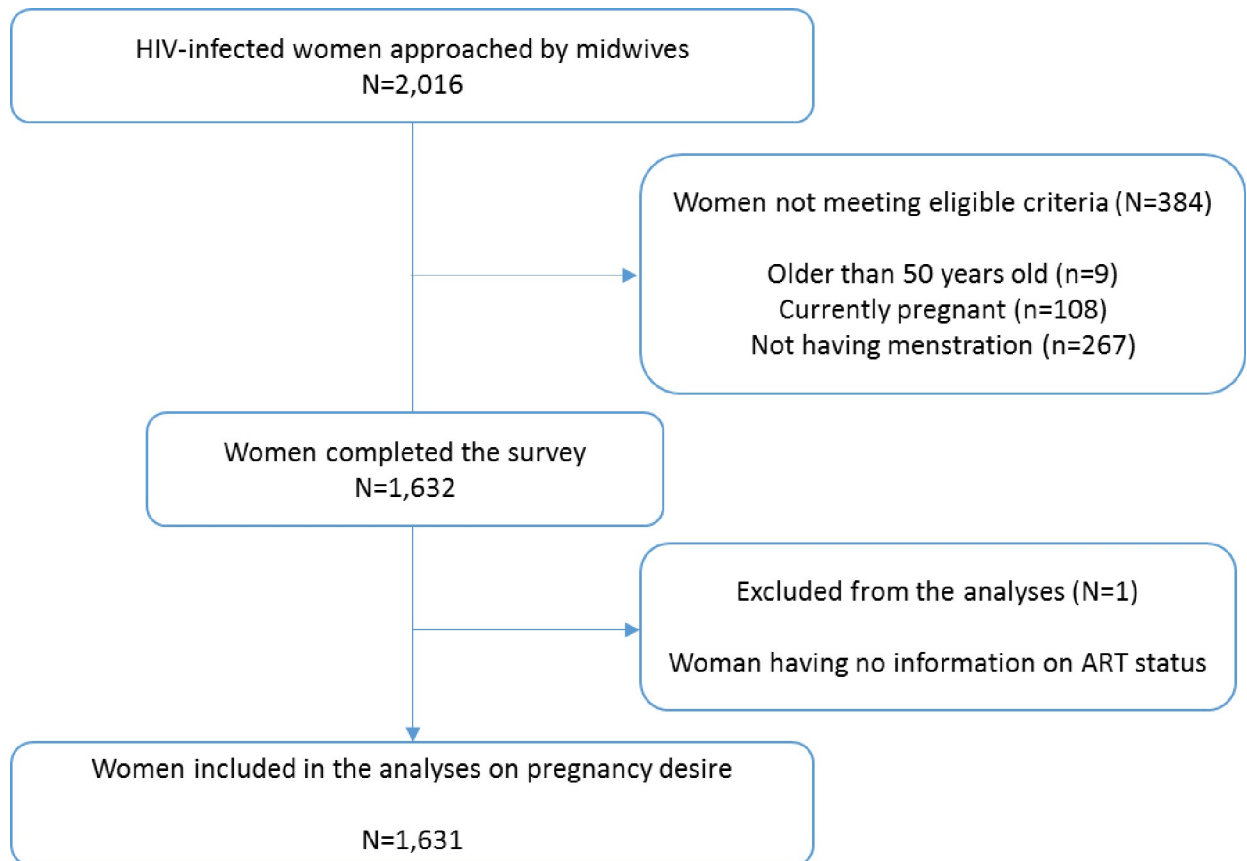 HIV-infected women approached by midwives
N=2,016
Women not meeting eligible criteria (N=384)
Older than 50 years old (n=9)
Currently pregnant (n=108)
Not having menstration (n=267)
Women completed the survey
N=1,632
Excluded from the analyses (N=1)
Woman having no information on ART status
Women included in the analyses on pregnancy desire
N=1,631